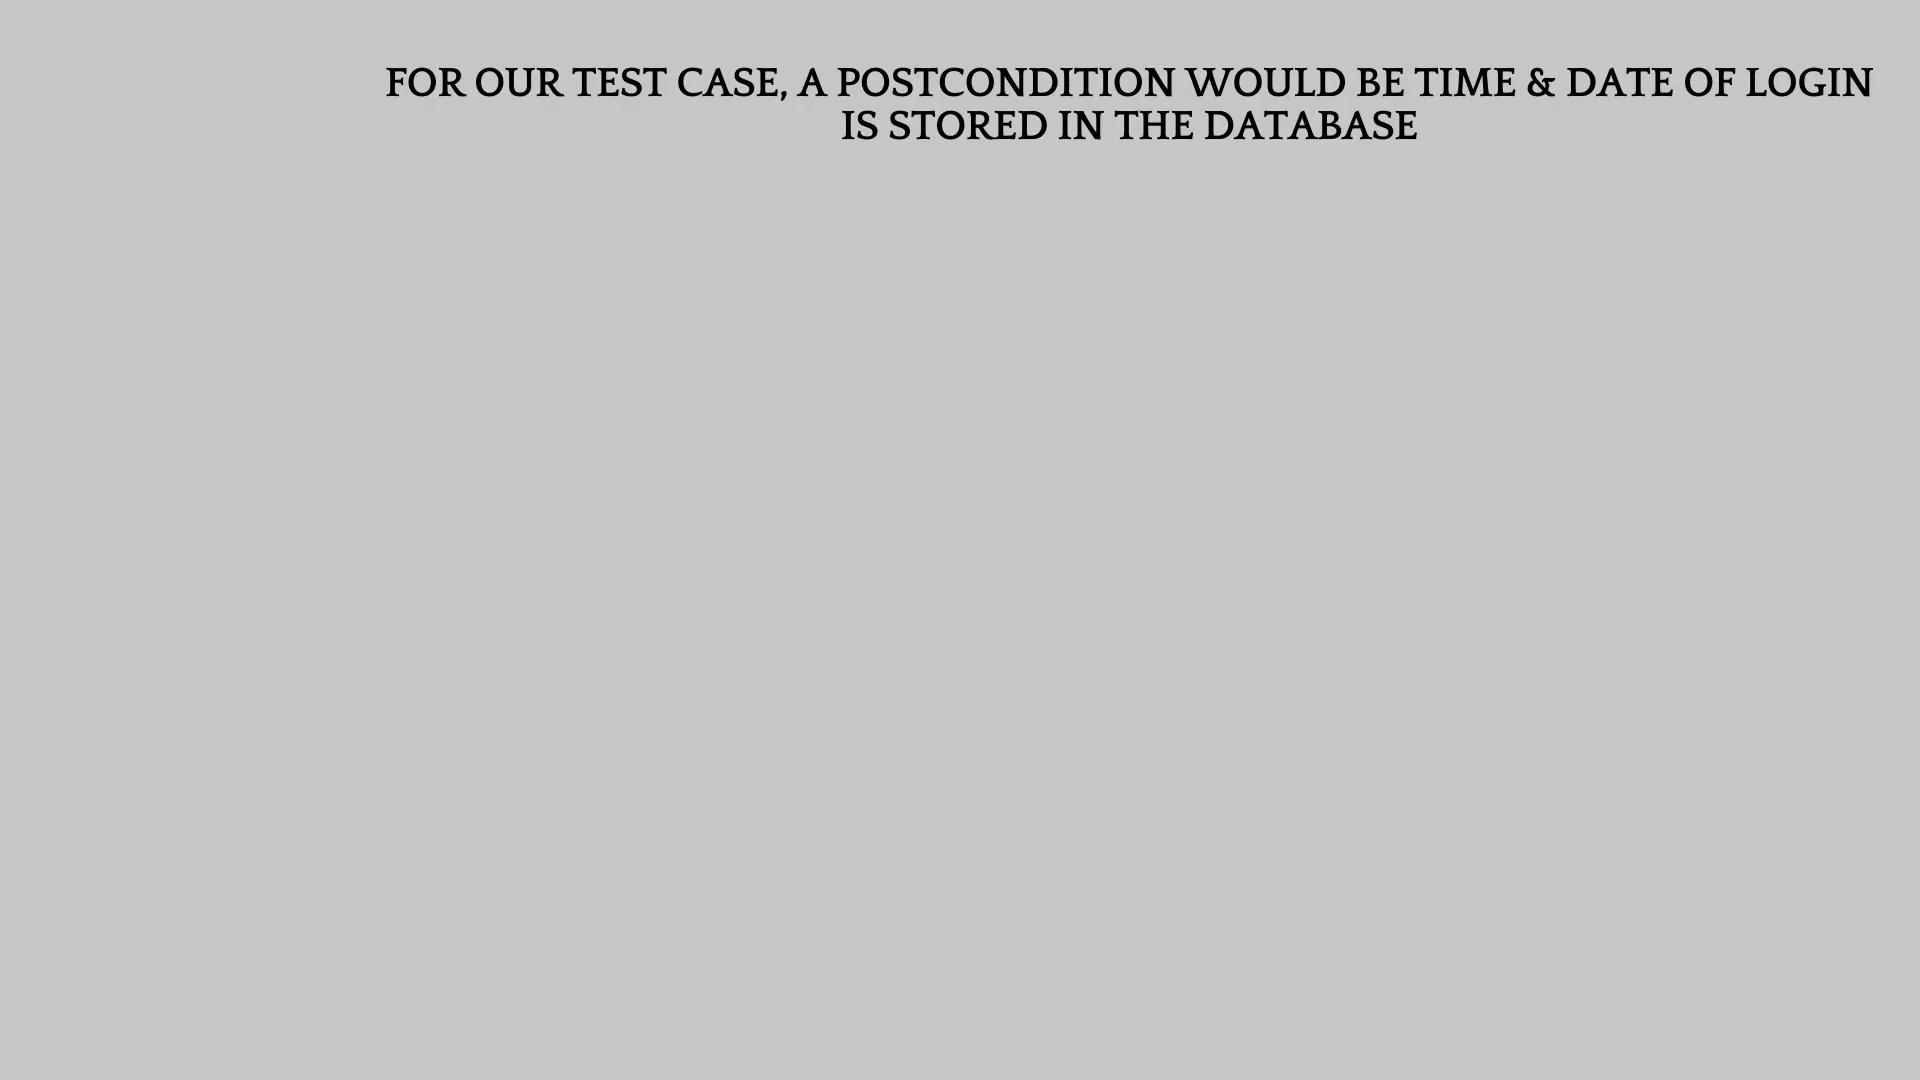 FOR OUR TEST CASE, A POSTCONDITION WOULD BE TIME & DATE OF LOGIN
IS STORED IN THE DATABASE